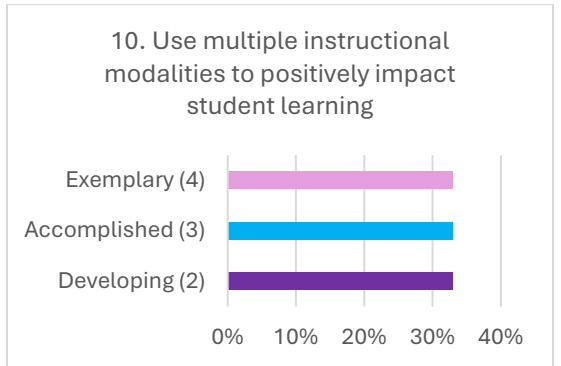 10. Use multiple instructional
modalities to positively impact
student learning
Exemplary (4)
Accomplished (3)
Developing (2)
0% 10% 20% 30% 40%